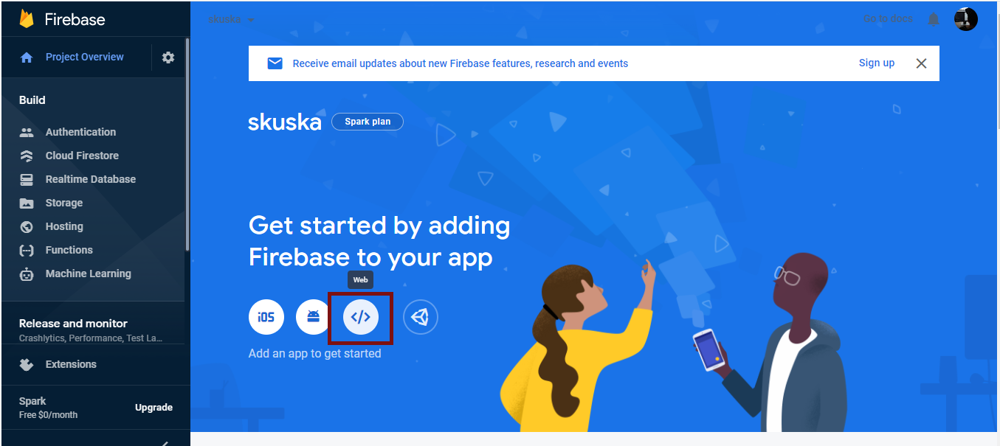 Firebase
skuska
Go to docs
Project Overview
Receive email updates about new Firebase features, research and events
Sign up
Build
skuska
Spark plan
Authentication
Cloud Firestore
Realtime Database
Storage
Hosting
Functions
Machine Learning
Get started by adding
Firebase to your app
Web
iOS
</>
Add an app to get started
Release and monitor
Crashlytics, Performance, Test La...
Extensions
Spark
Free $0/month
Upgrade